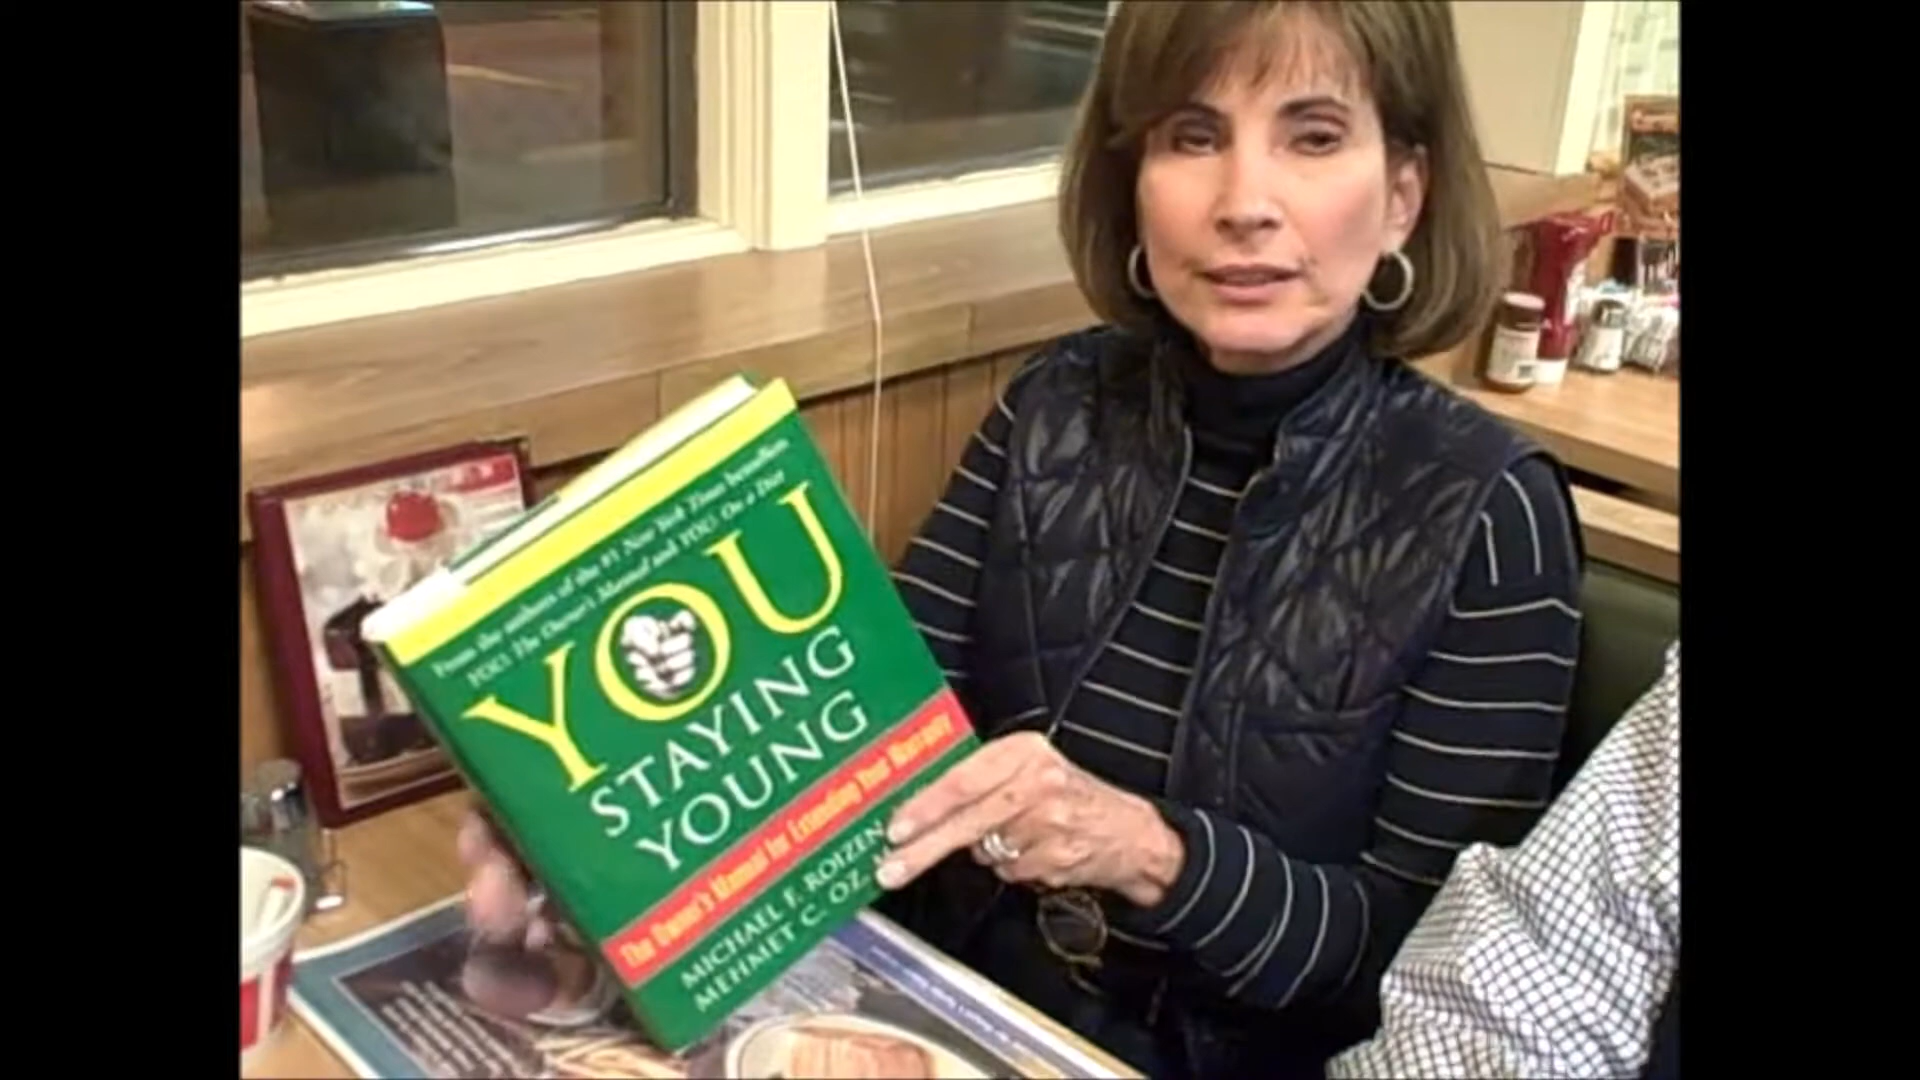 From the authors of the #1 New York Times bestsellers
YOU: The Owner's Manual and YOU: On a Diet
YOU
STAYING
YOUNG
The Owner's Manual for Extending Your Warranty
MICHAEL F. ROIZEN
MEHMET C. OZ,